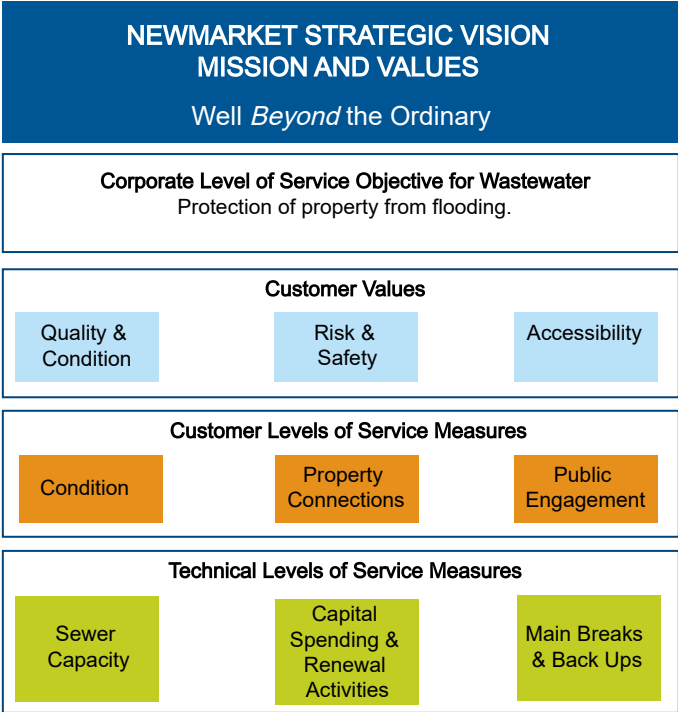 NEWMARKET STRATEGIC VISION
MISSION AND VALUES
Well Beyond the Ordinary
Corporate Level of Service Objective for Wastewater
Protection of property from flooding.
Customer Values
Quality &
Condition
Risk &
Safety
Accessibility
Customer Levels of Service Measures
Condition
Property
Connections
Public
Engagement
Technical Levels of Service Measures
Sewer
Capacity
Capital
Spending &
Renewal
Activities
Main Breaks
& Back Ups